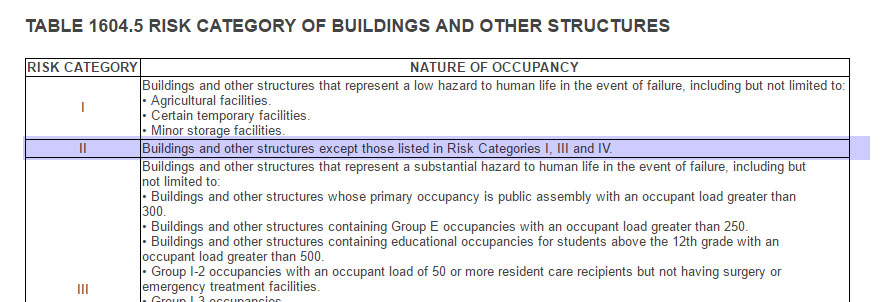 TABLE 1604.5 RISK CATEGORY OF BUILDINGS AND OTHER STRUCTURES
RISK CATEGORY NATURE OF OCCUPANCY
Buildings and other structures that represent a low hazard to human life in the event of failure, including but not limited to:
I
• Agricultural facilities.
• Certain temporary facilities.
• Minor storage facilities.
II Buildings and other structures except those listed in Risk Categories I, III and IV.
Buildings and other structures that represent a substantial hazard to human life in the event of failure, including but
not limited to:
• Buildings and other structures whose primary occupancy is public assembly with an occupant load greater than
300.
• Buildings and other structures containing Group E occupancies with an occupant load greater than 250.
• Buildings and other structures containing educational occupancies for students above the 12th grade with an
occupant load greater than 500.
• Group I-2 occupancies with an occupant load of 50 or more resident care recipients but not having surgery or
III
emergency treatment facilities.
• Group I-3 occupancies.